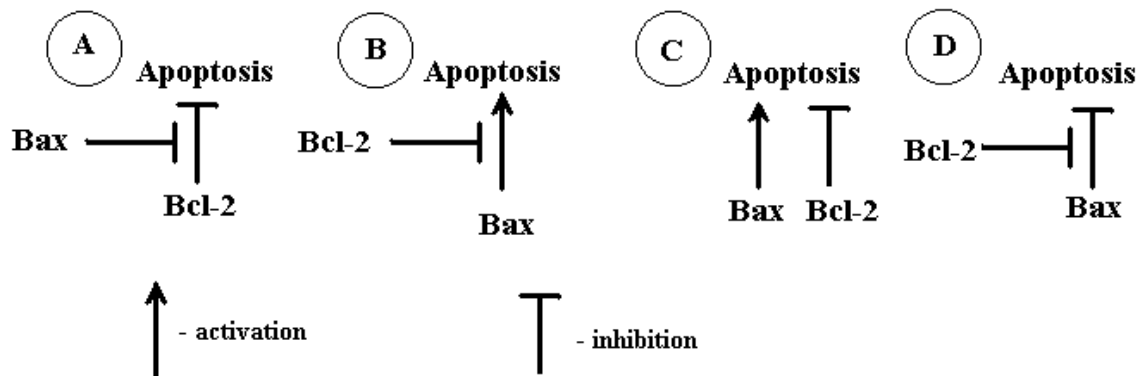 A
Apoptosis
Bax
Bcl-2
B
Apoptosis
Bcl-2
Bax
C
Apoptosis
Bax Bcl-2
D
Apoptosis
Bcl-2
Bax
- activation
- inhibition